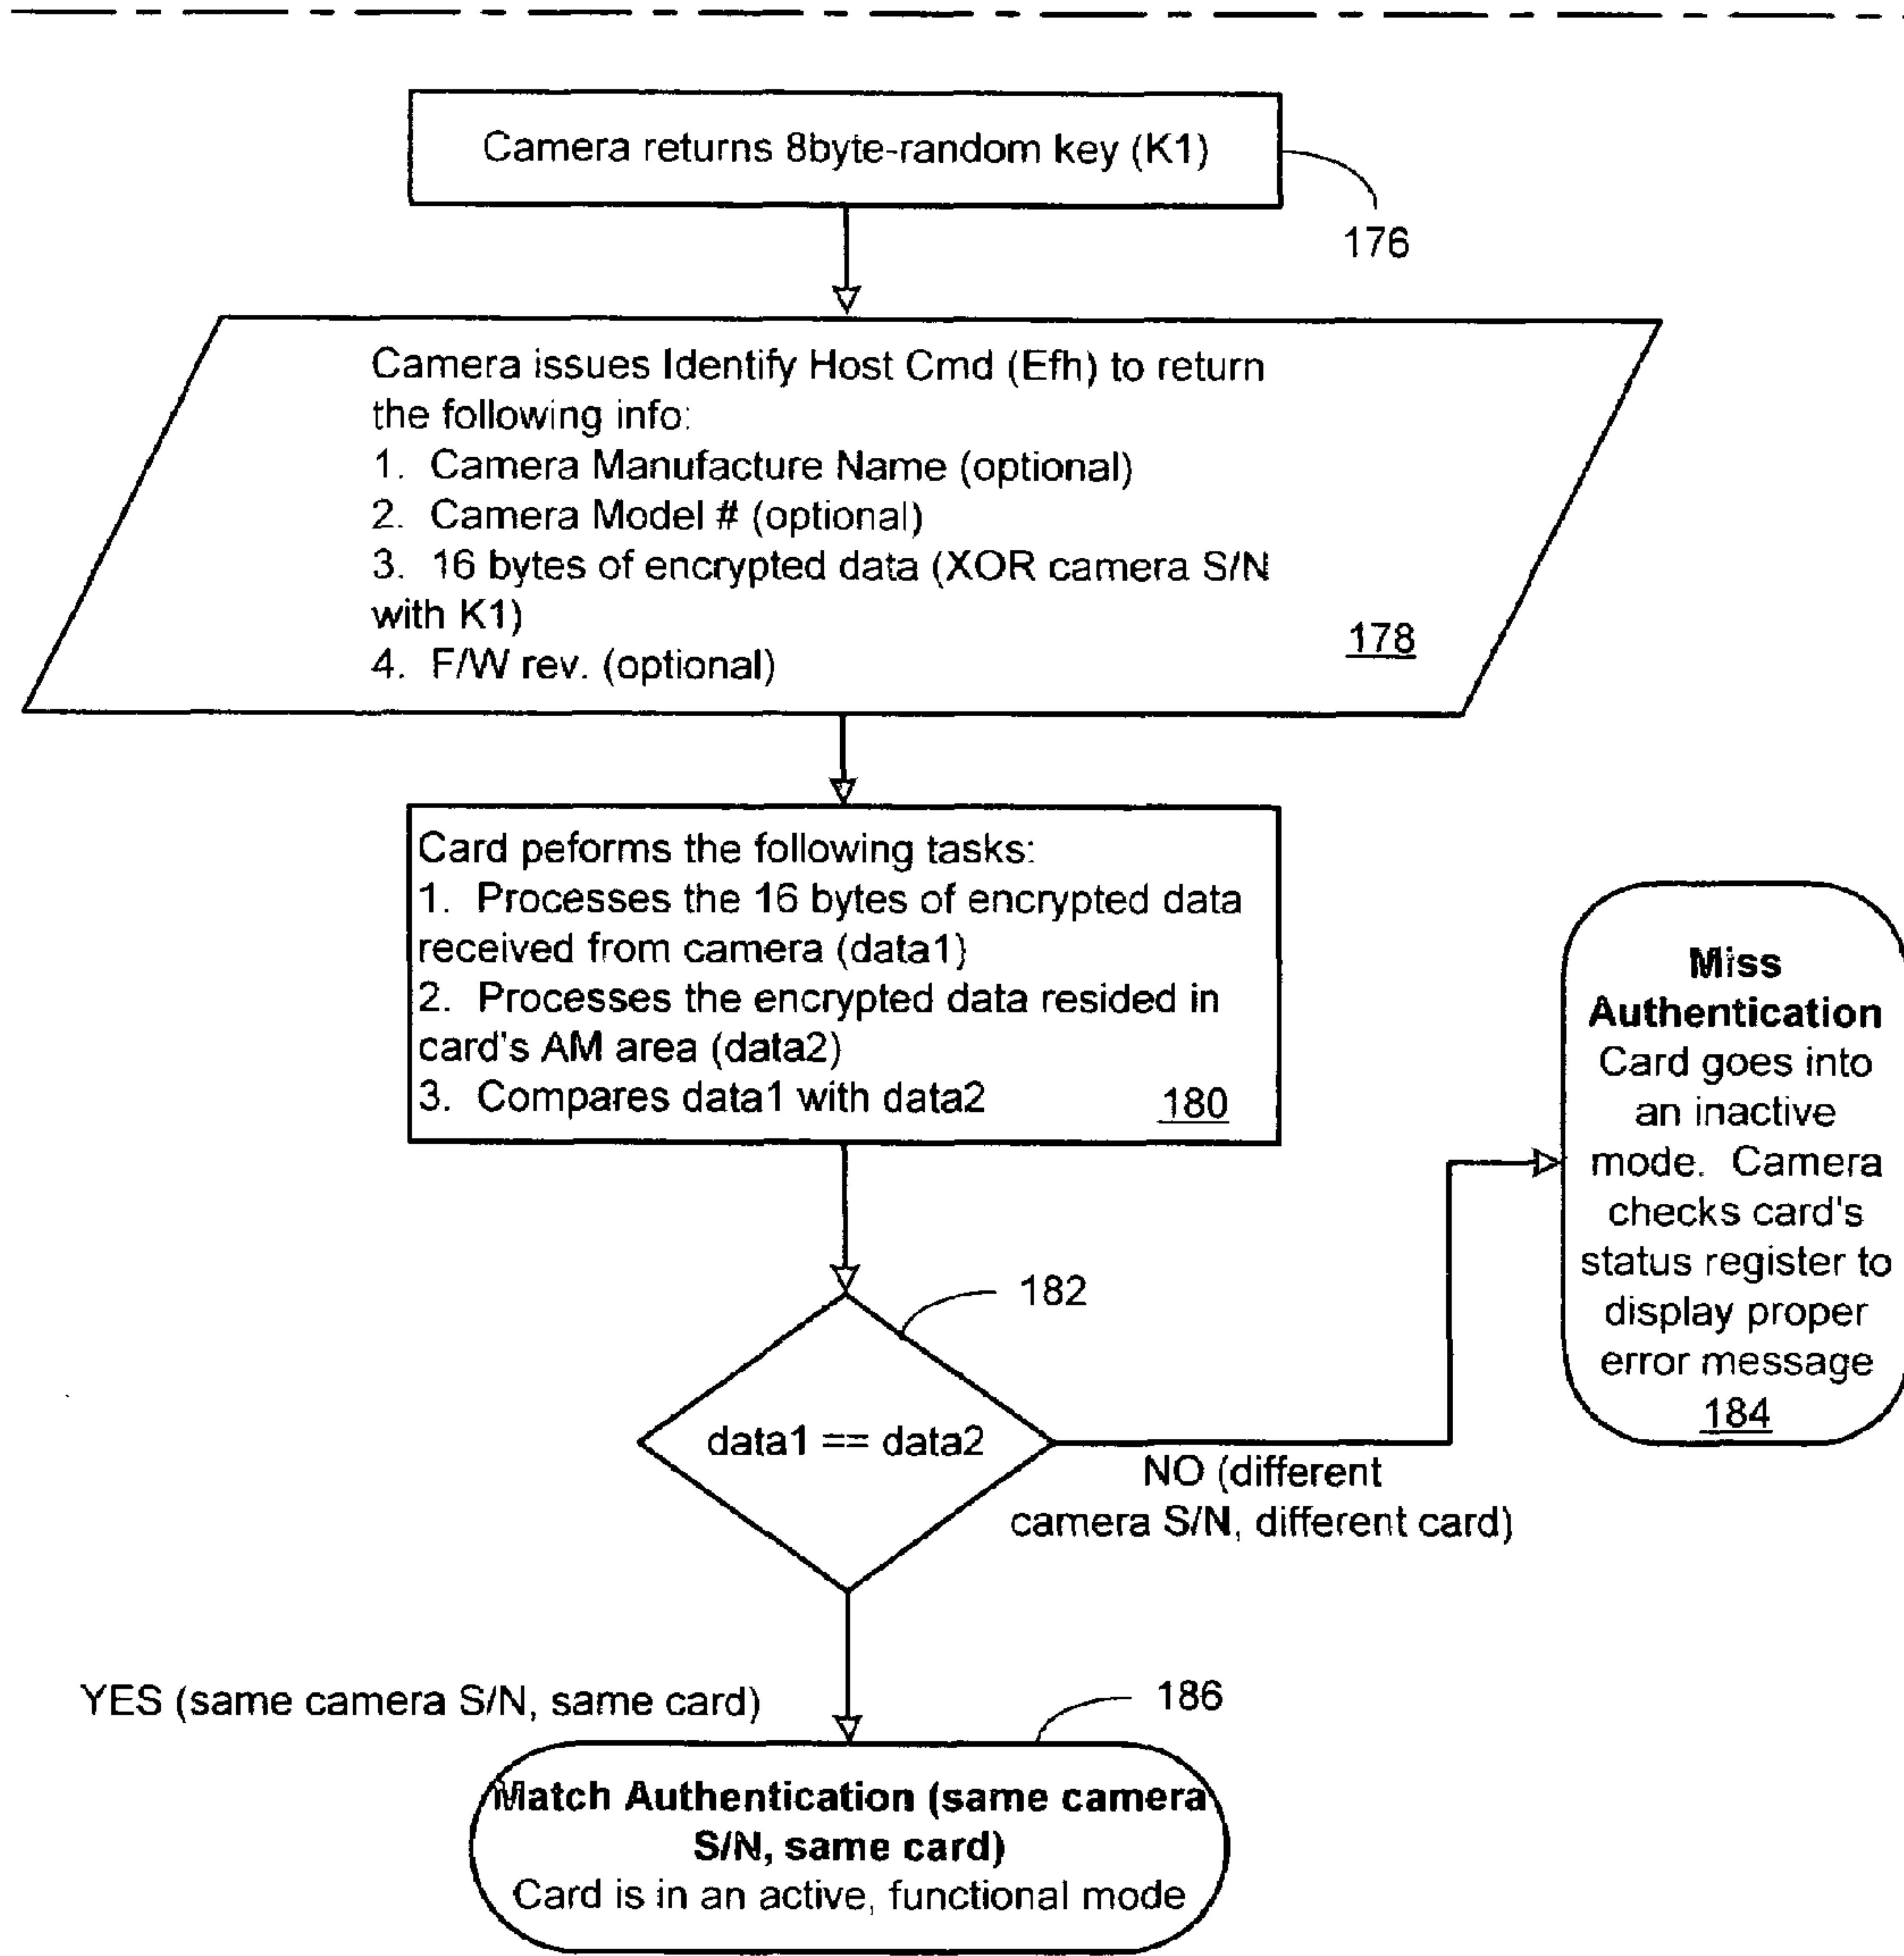 Camera returns 8byte-random key (K1)
176
Camera issues Identify Host Cmd (Efh) to return
the following info:
1. Camera Manufacture Name (optional)
2. Camera Model # (optional)
3. 16 bytes of encrypted data (XOR camera S/N
with K1)
178
4. F/W rev. (optional)
Card peforms the following tasks:
1. Processes the 16 bytes of encrypted data
received from camera (data1)
2. Processes the encrypted data resided in
card's AM area (data2)
3. Compares data1 with data2
180
Miss
Authentication
Card goes into
an inactive
mode. Camera
checks card's
status register to
display proper
error message
184
182
data1 == data2
NO (different
camera S/N, different card)
YES (same camera S/N, same card)
186
Match Authentication (same camera
S/N, same card)
Card is in an active, functional mode